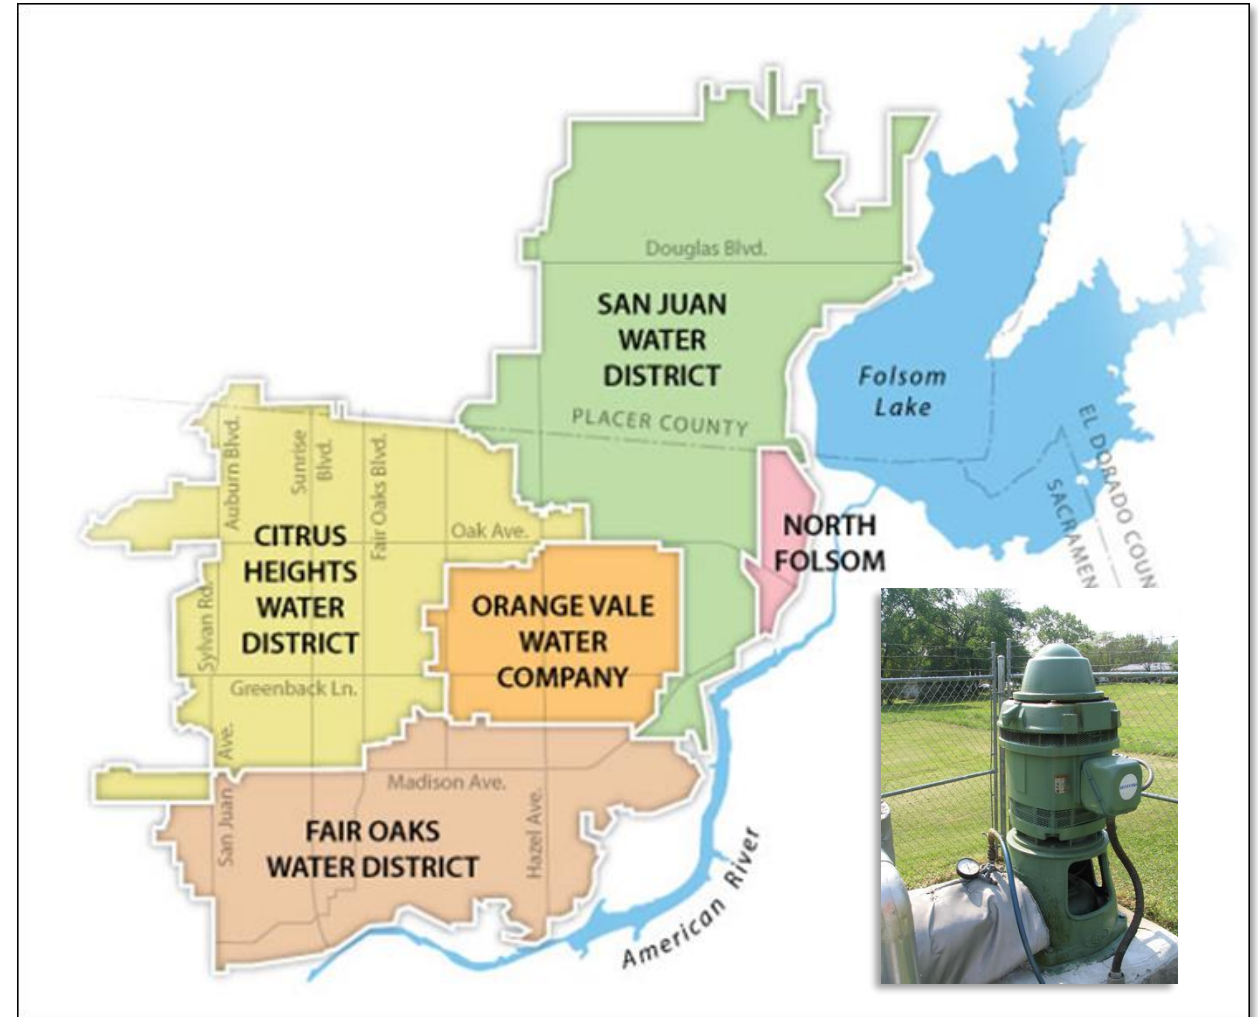 Douglas Blvd.
SAN JUAN
WATER
DISTRICT
Folsom
Lake
PLACER COUNTY
EL DORADO COUN
SACRAMEN
Auburn Blvd.
Sunrise
Blvd.
Fair Oaks Blvd.
Oak Ave.
CITRUS
HEIGHTS
WATER
DISTRICT
NORTH
FOLSOM
ORANGE VALE
WATER
COMPANY
Sylvan Rd.
Greenback Ln.
San Juan Ave.
Madison Ave.
Hazel Ave.
FAIR OAKS
WATER DISTRICT
American River